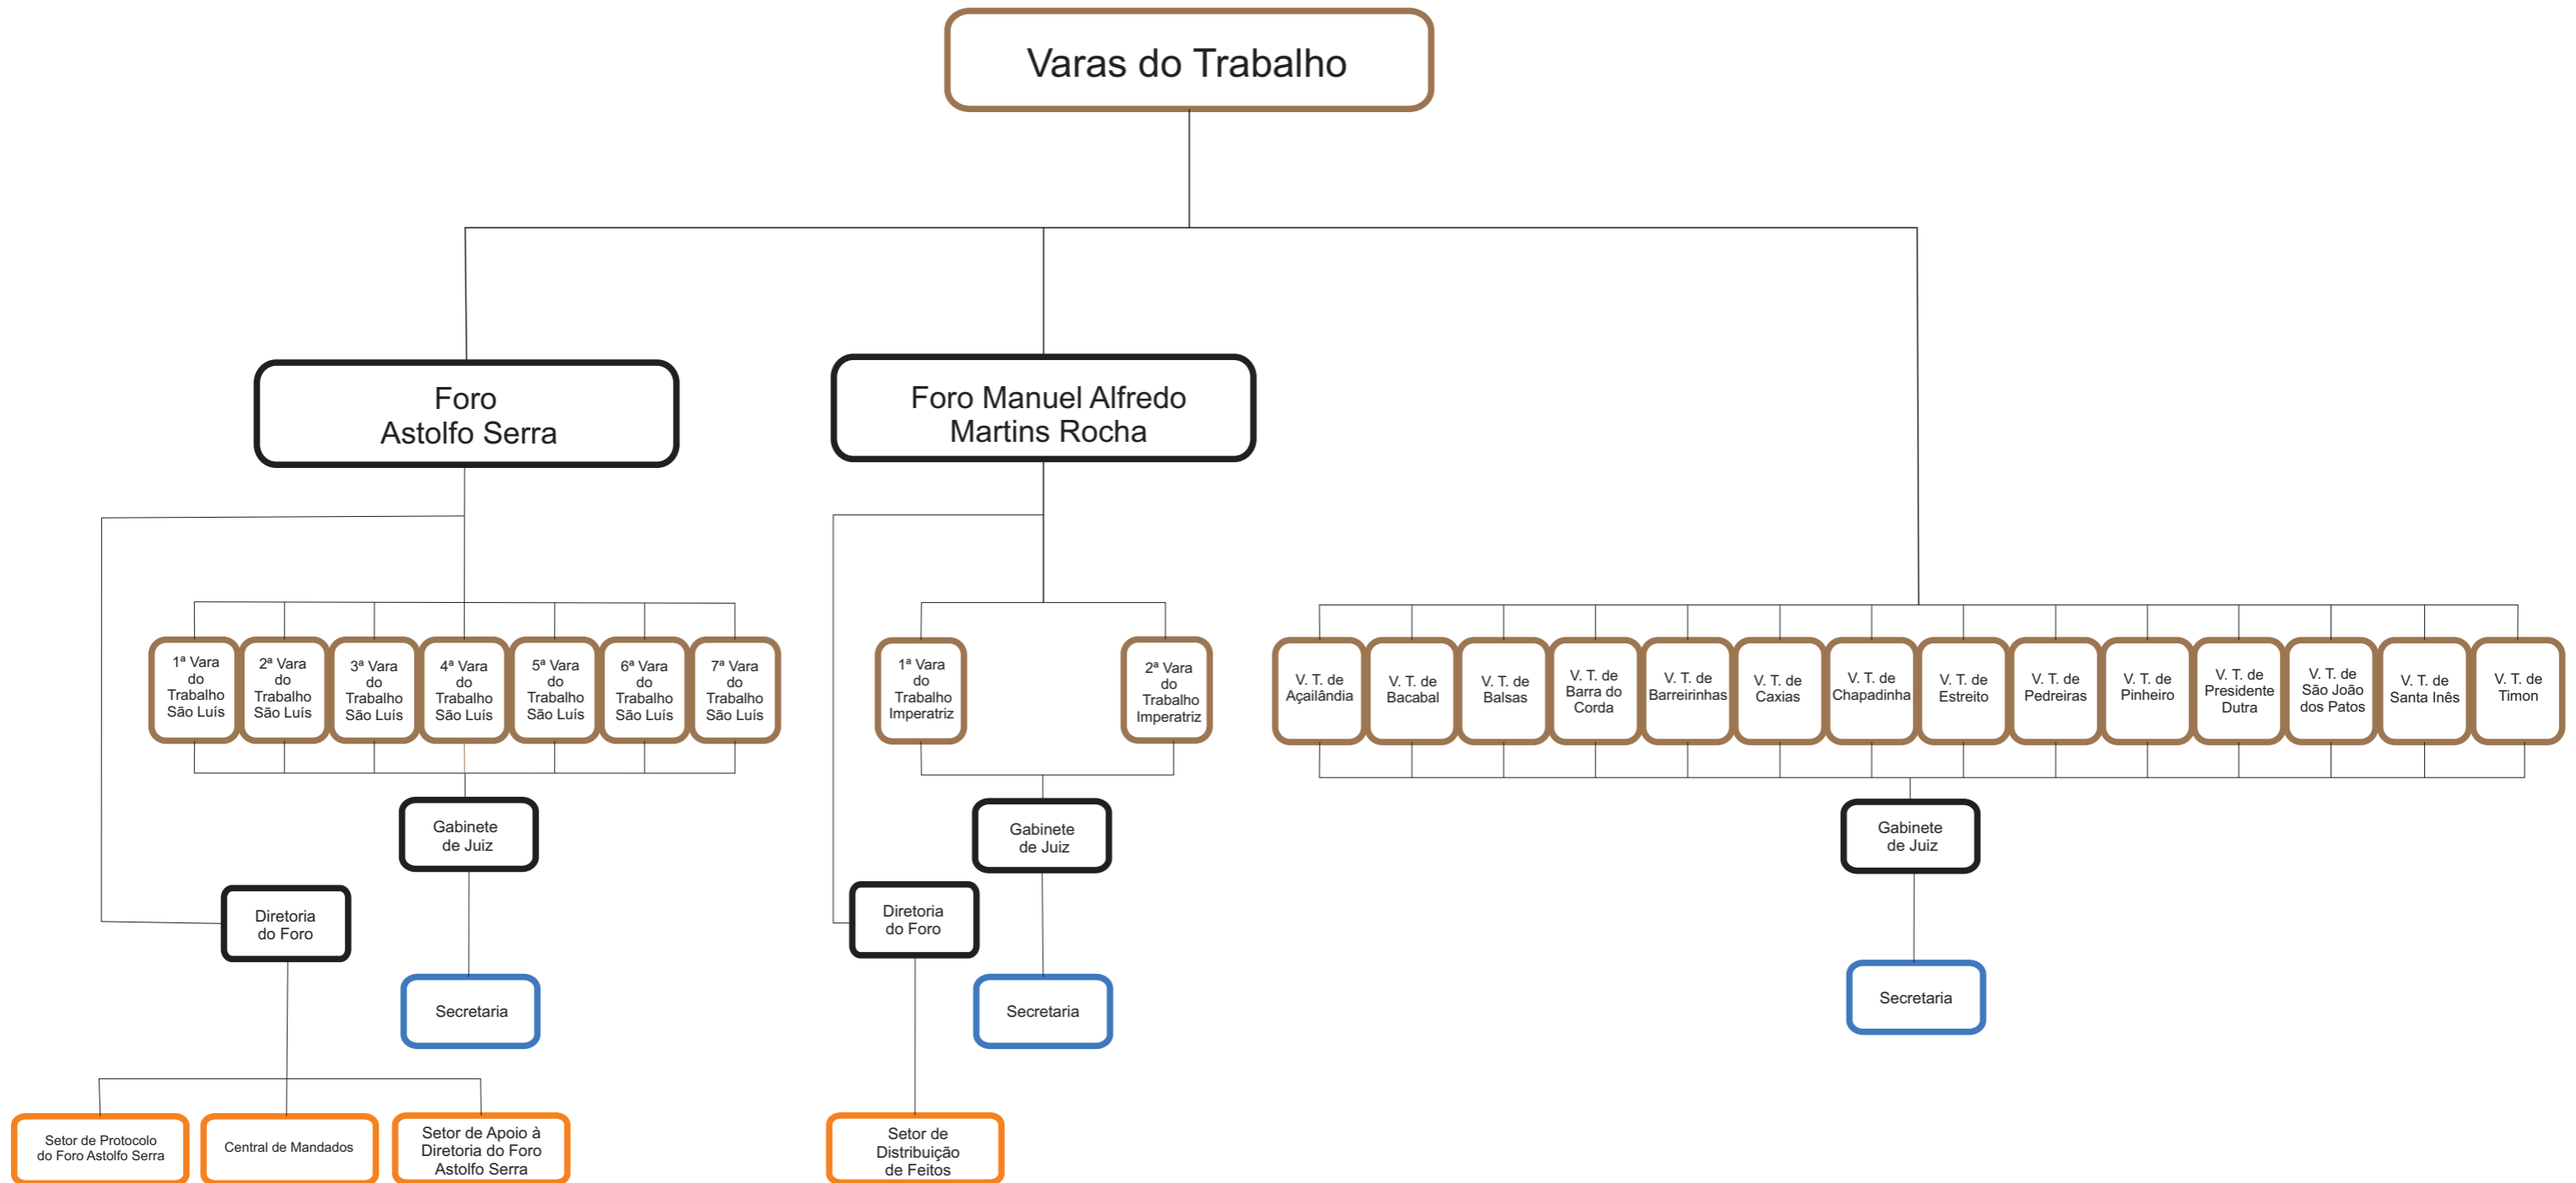 Varas do Trabalho
Foro
Astolfo Serra
Foro Manuel Alfredo
Martins Rocha
1ª Vara
do
Trabalho
São Luís
2ª Vara
do
Trabalho
São Luís
3ª Vara
do
Trabalho
São Luís
4ª Vara
do
Trabalho
São Luís
5ª Vara
do
Trabalho
São Luís
6ª Vara
do
Trabalho
São Luís
7ª Vara
do
Trabalho
São Luís
1ª Vara
do
Trabalho
Imperatriz
2ª Vara
do
Trabalho
Imperatriz
V. T. de
Açailândia
V. T. de
Bacabal
V. T. de
Balsas
V. T. de
Barra do
Corda
V. T. de
Barreirinhas
V. T. de
Caxias
V. T. de
Chapadinha
V. T. de
Estreito
V. T. de
Pedreiras
V. T. de
Pinheiro
V. T. de
Presidente
Dutra
V. T. de
São João
dos Patos
V. T. de
Santa Inês
V. T. de
Timon
Gabinete
de Juiz
Gabinete
de Juiz
Gabinete
de Juiz
Diretoria
do Foro
Diretoria
do Foro
Secretaria
Secretaria
Secretaria
Setor de Protocolo
do Foro Astolfo Serra
Central de Mandados
Setor de Apoio à
Diretoria do Foro
Astolfo Serra
Setor de
Distribuição
de Feitos